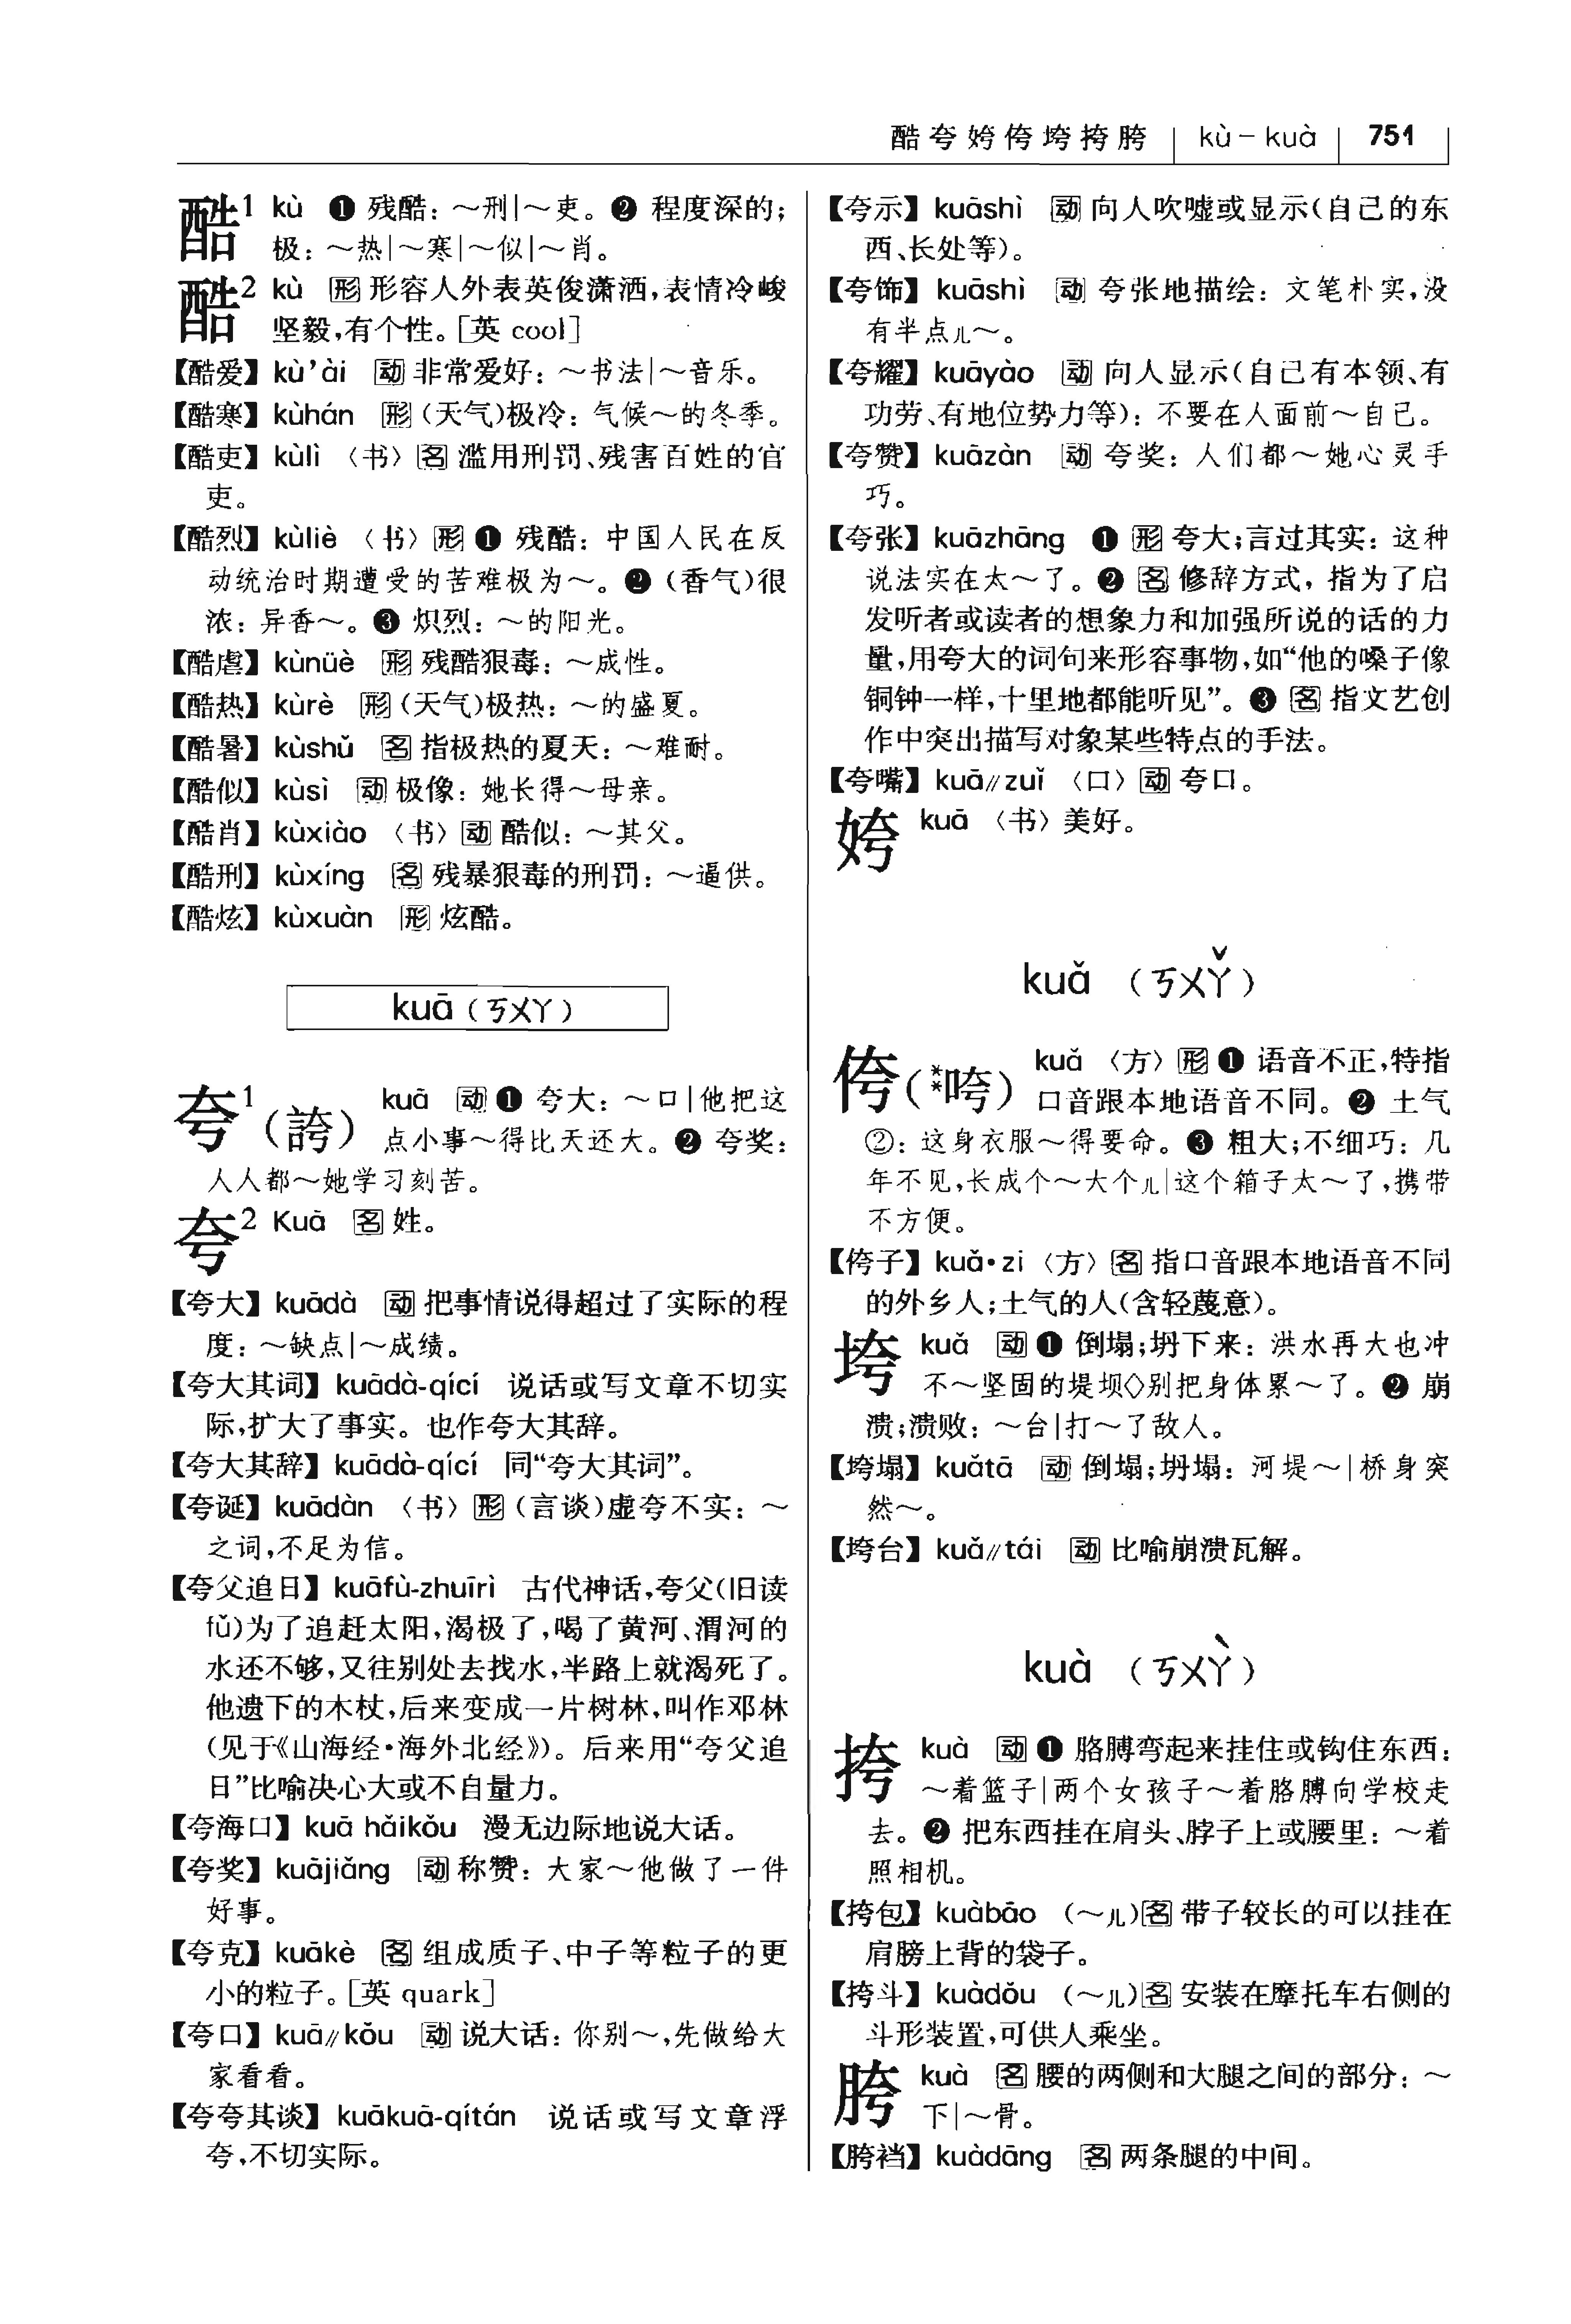 酷夸姱侉垮挎胯 | kù – kuà | 751
酷¹ kù ❶ 残酷：～刑|～吏。❷ 程度深的；
极：～热|～寒|～似|～肖。
酷² kù 形 形容人外表英俊潇洒，表情冷峻
坚毅，有个性。[英 cool]
【酷爱】kù’ài 动 非常爱好：～书法|～音乐。
【酷寒】kùhán 形（天气）极冷：气候～的冬季。
【酷吏】kùlì 〈书〉名 滥用刑罚、残害百姓的官
吏。
【酷烈】kùliè 〈书〉形 ❶ 残酷：中国人民在反
动统治时期遭受的苦难极为～。❷（香气）很
浓：异香～。❸ 炽烈：～的阳光。
【酷虐】kùnüè 形 残酷狠毒：～成性。
【酷热】kùrè 形（天气）极热：～的盛夏。
【酷暑】kùshǔ 名 指极热的夏天：～难耐。
【酷似】kùsì 动 极像：她长得～母亲。
【酷肖】kùxiào 〈书〉动 酷似：～其父。
【酷刑】kùxíng 名 残暴狠毒的刑罚：～逼供。
【酷炫】kùxuàn 形 炫酷。
kuā（ㄎㄨㄚ）
夸¹（誇） kuā 动 ❶ 夸大：～口|他把这
点小事～得比天还大。❷ 夸奖：
人人都～她学习刻苦。
夸² Kuā 名 姓。
【夸大】kuādà 动 把事情说得超过了实际的程
度：～缺点|～成绩。
【夸大其词】kuādà-qící 说话或写文章不切实
际，扩大了事实。也作夸大其辞。
【夸大其辞】kuādà-qící 同“夸大其词”。
【夸诞】kuādàn 〈书〉形（言谈）虚夸不实：～
之词，不足为信。
【夸父追日】kuāfù-zhuīrì 古代神话，夸父（旧读
fǔ）为了追赶太阳，渴极了，喝了黄河、渭河的
水还不够，又往别处去找水，半路上就渴死了。
他遗下的木杖，后来变成一片树林，叫作邓林
（见于《山海经·海外北经》）。后来用“夸父追
日”比喻决心大或不自量力。
【夸海口】kuā hǎikǒu 漫无边际地说大话。
【夸奖】kuājiǎng 动 称赞：大家～他做了一件
好事。
【夸克】kuākè 名 组成质子、中子等粒子的更
小的粒子。[英 quark]
【夸口】kuā//kǒu 动 说大话：你别～，先做给大
家看看。
【夸夸其谈】kuākuā-qítán 说话或写文章浮
夸，不切实际。
【夸示】kuāshì 动 向人吹嘘或显示（自己的东
西、长处等）。
【夸饰】kuāshì 动 夸张地描绘：文笔朴实，没
有半点儿～。
【夸耀】kuāyào 动 向人显示（自己有本领、有
功劳、有地位势力等）：不要在人面前～自己。
【夸赞】kuāzàn 动 夸奖：人们都～她心灵手
巧。
【夸张】kuāzhāng ❶ 形 夸大；言过其实：这种
说法实在太～了。❷ 名 修辞方式，指为了启
发听者或读者的想象力和加强所说的话的力
量，用夸大的词句来形容事物，如“他的嗓子像
铜钟一样，十里地都能听见”。❸ 名 指文艺创
作中突出描写对象某些特点的手法。
【夸嘴】kuā//zuǐ 〈口〉动 夸口。
姱 kuā 〈书〉美好。
kuǎ （ㄎㄨㄚˇ）
侉（**咵） kuǎ 〈方〉形 ❶ 语音不正，特指
口音跟本地语音不同。❷ 土气
②：这身衣服～得要命。❸ 粗大；不细巧：几
年不见，长成个～大个儿|这个箱子太～了，携带
不方便。
【侉子】kuǎ·zi 〈方〉名 指口音跟本地语音不同
的外乡人；土气的人（含轻蔑意）。
垮 kuǎ 动 ❶ 倒塌；坍下来：洪水再大也冲
不～坚固的堤坝◇别把身体累～了。❷ 崩
溃；溃败：～台|打～了敌人。
【垮塌】kuǎtā 动 倒塌；坍塌：河堤～|桥身突
然～。
【垮台】kuǎ//tái 动 比喻崩溃瓦解。
kuà （ㄎㄨㄚˋ）
挎 kuà 动 ❶ 胳膊弯起来挂住或钩住东西：
～着篮子|两个女孩子～着胳膊向学校走
去。❷ 把东西挂在肩头、脖子上或腰里：～着
照相机。
【挎包】kuàbāo （～儿）名 带子较长的可以挂在
肩膀上背的袋子。
【挎斗】kuàdǒu （～儿）名 安装在摩托车右侧的
斗形装置，可供人乘坐。
胯 kuà 名 腰的两侧和大腿之间的部分：～
下|～骨。
【胯裆】kuàdāng 名 两条腿的中间。